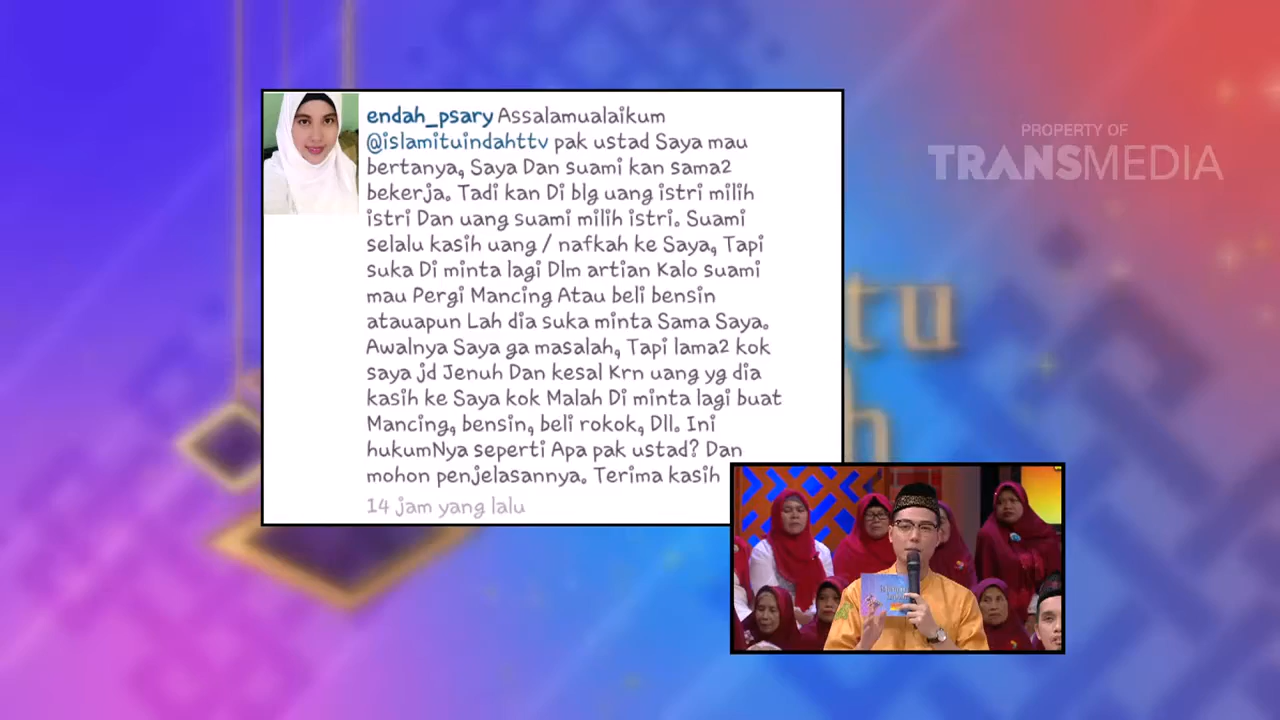 endah_psary Assalamualaikum
@islamituindahttv pak ustad Saya mau
bertanya, Saya Dan suami kan sama2
bekerja. Tadi kan Di blg uang istri milih
istri Dan uang suami milih istri. Suami
selalu kasih uang / nafkah ke Saya, Tapi
suka Di minta lagi Dlm artian Kalo suami
mau Pergi Mancing Atau beli bensin
atauapun Lah dia suka minta Sama Saya.
Awalnya Saya ga masalah, Tapi lama2 kok
saya jd Jenuh Dan kesal Krn uang yg dia
kasih ke Saya kok Malah Di minta lagi buat
Mancing, bensin, beli rokok, Dll. Ini
hukumNya seperti Apa pak ustad? Dan
mohon penjelasannya. Terima kasih
14 jam yang lalu
PROPERTY OF
TRANSMEDIA
tu
h